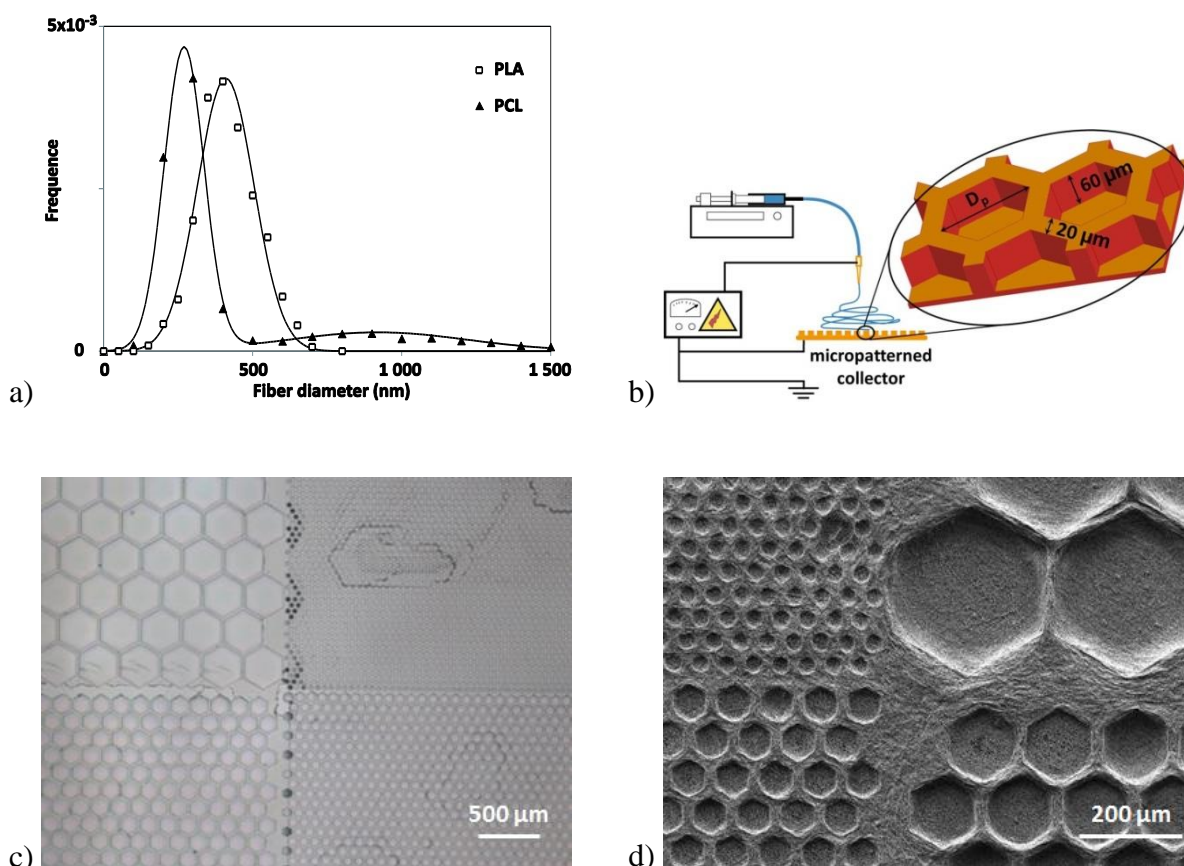 5x10⁻³
PLA
PCL
Frequence
0
0
500
1 000
1 500
Fiber diameter (nm)
a)
Dₚ
60 µm
20 µm
micropatterned
collector
b)
500 µm
c)
200 µm
d)